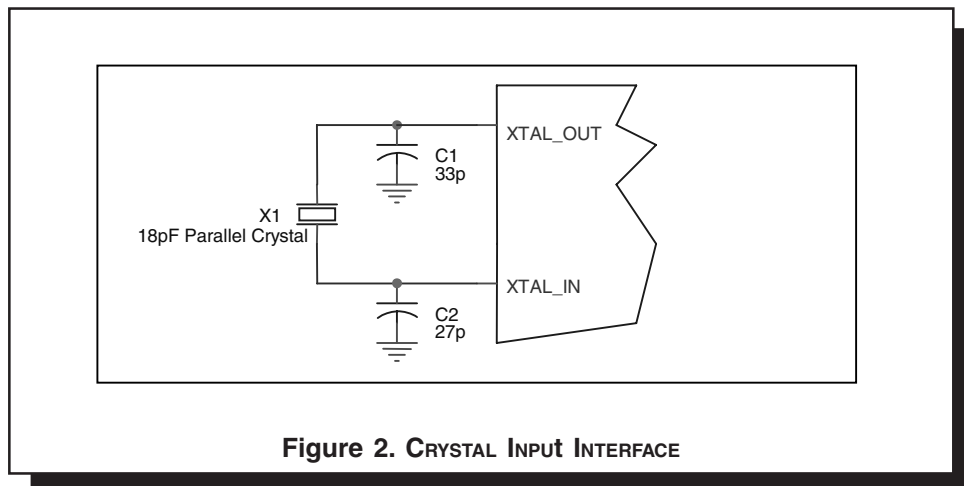 XTAL_OUT
C1
33p
X1
18pF Parallel Crystal
XTAL_IN
C2
27p
Figure 2. CRYSTAL INPUt INTERFACE